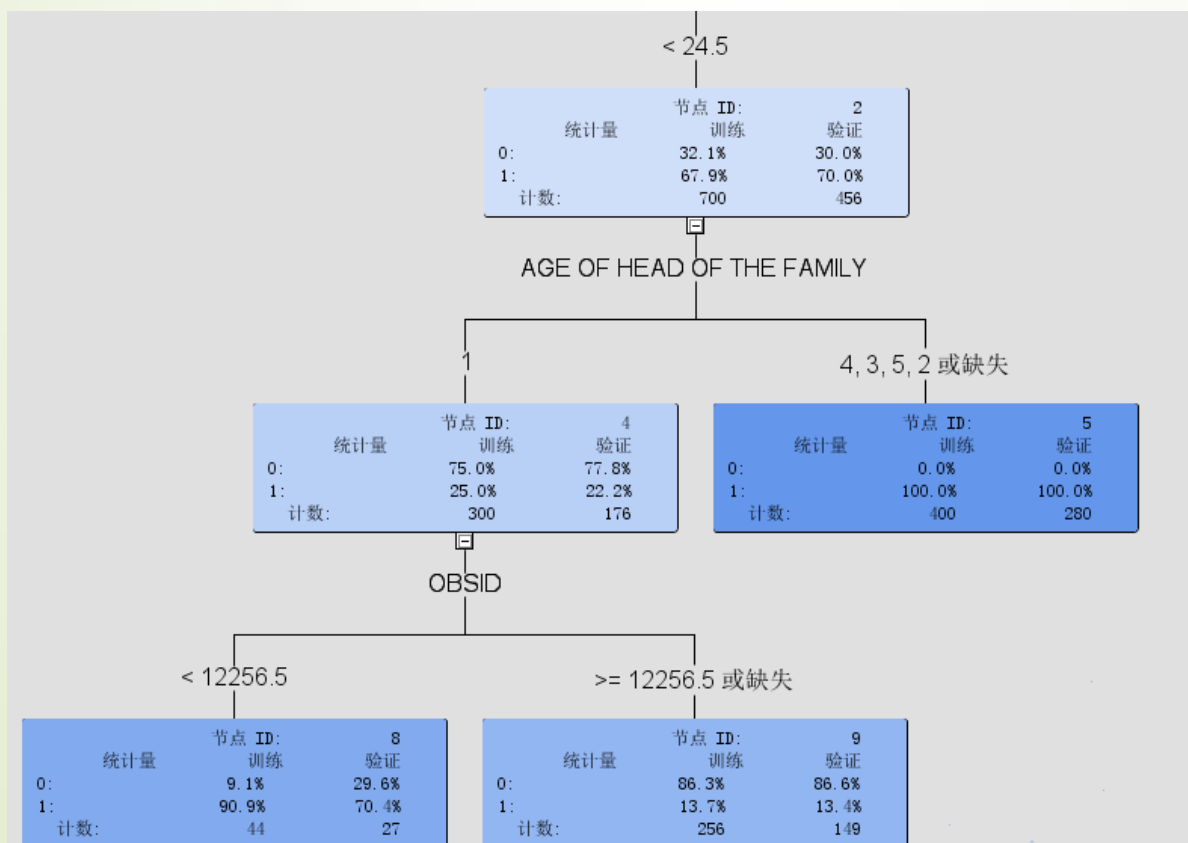 < 24.5
节点 ID: 2
统计量 训练 验证
0: 32.1% 30.0%
1: 67.9% 70.0%
计数: 700 456
AGE OF HEAD OF THE FAMILY
1
4, 3, 5, 2 或缺失
节点 ID: 4
统计量 训练 验证
0: 75.0% 77.8%
1: 25.0% 22.2%
计数: 300 176
节点 ID: 5
统计量 训练 验证
0: 0.0% 0.0%
1: 100.0% 100.0%
计数: 400 280
OBSID
< 12256.5
>= 12256.5 或缺失
节点 ID: 8
统计量 训练 验证
0: 9.1% 29.6%
1: 90.9% 70.4%
计数: 44 27
节点 ID: 9
统计量 训练 验证
0: 86.3% 86.6%
1: 13.7% 13.4%
计数: 256 149